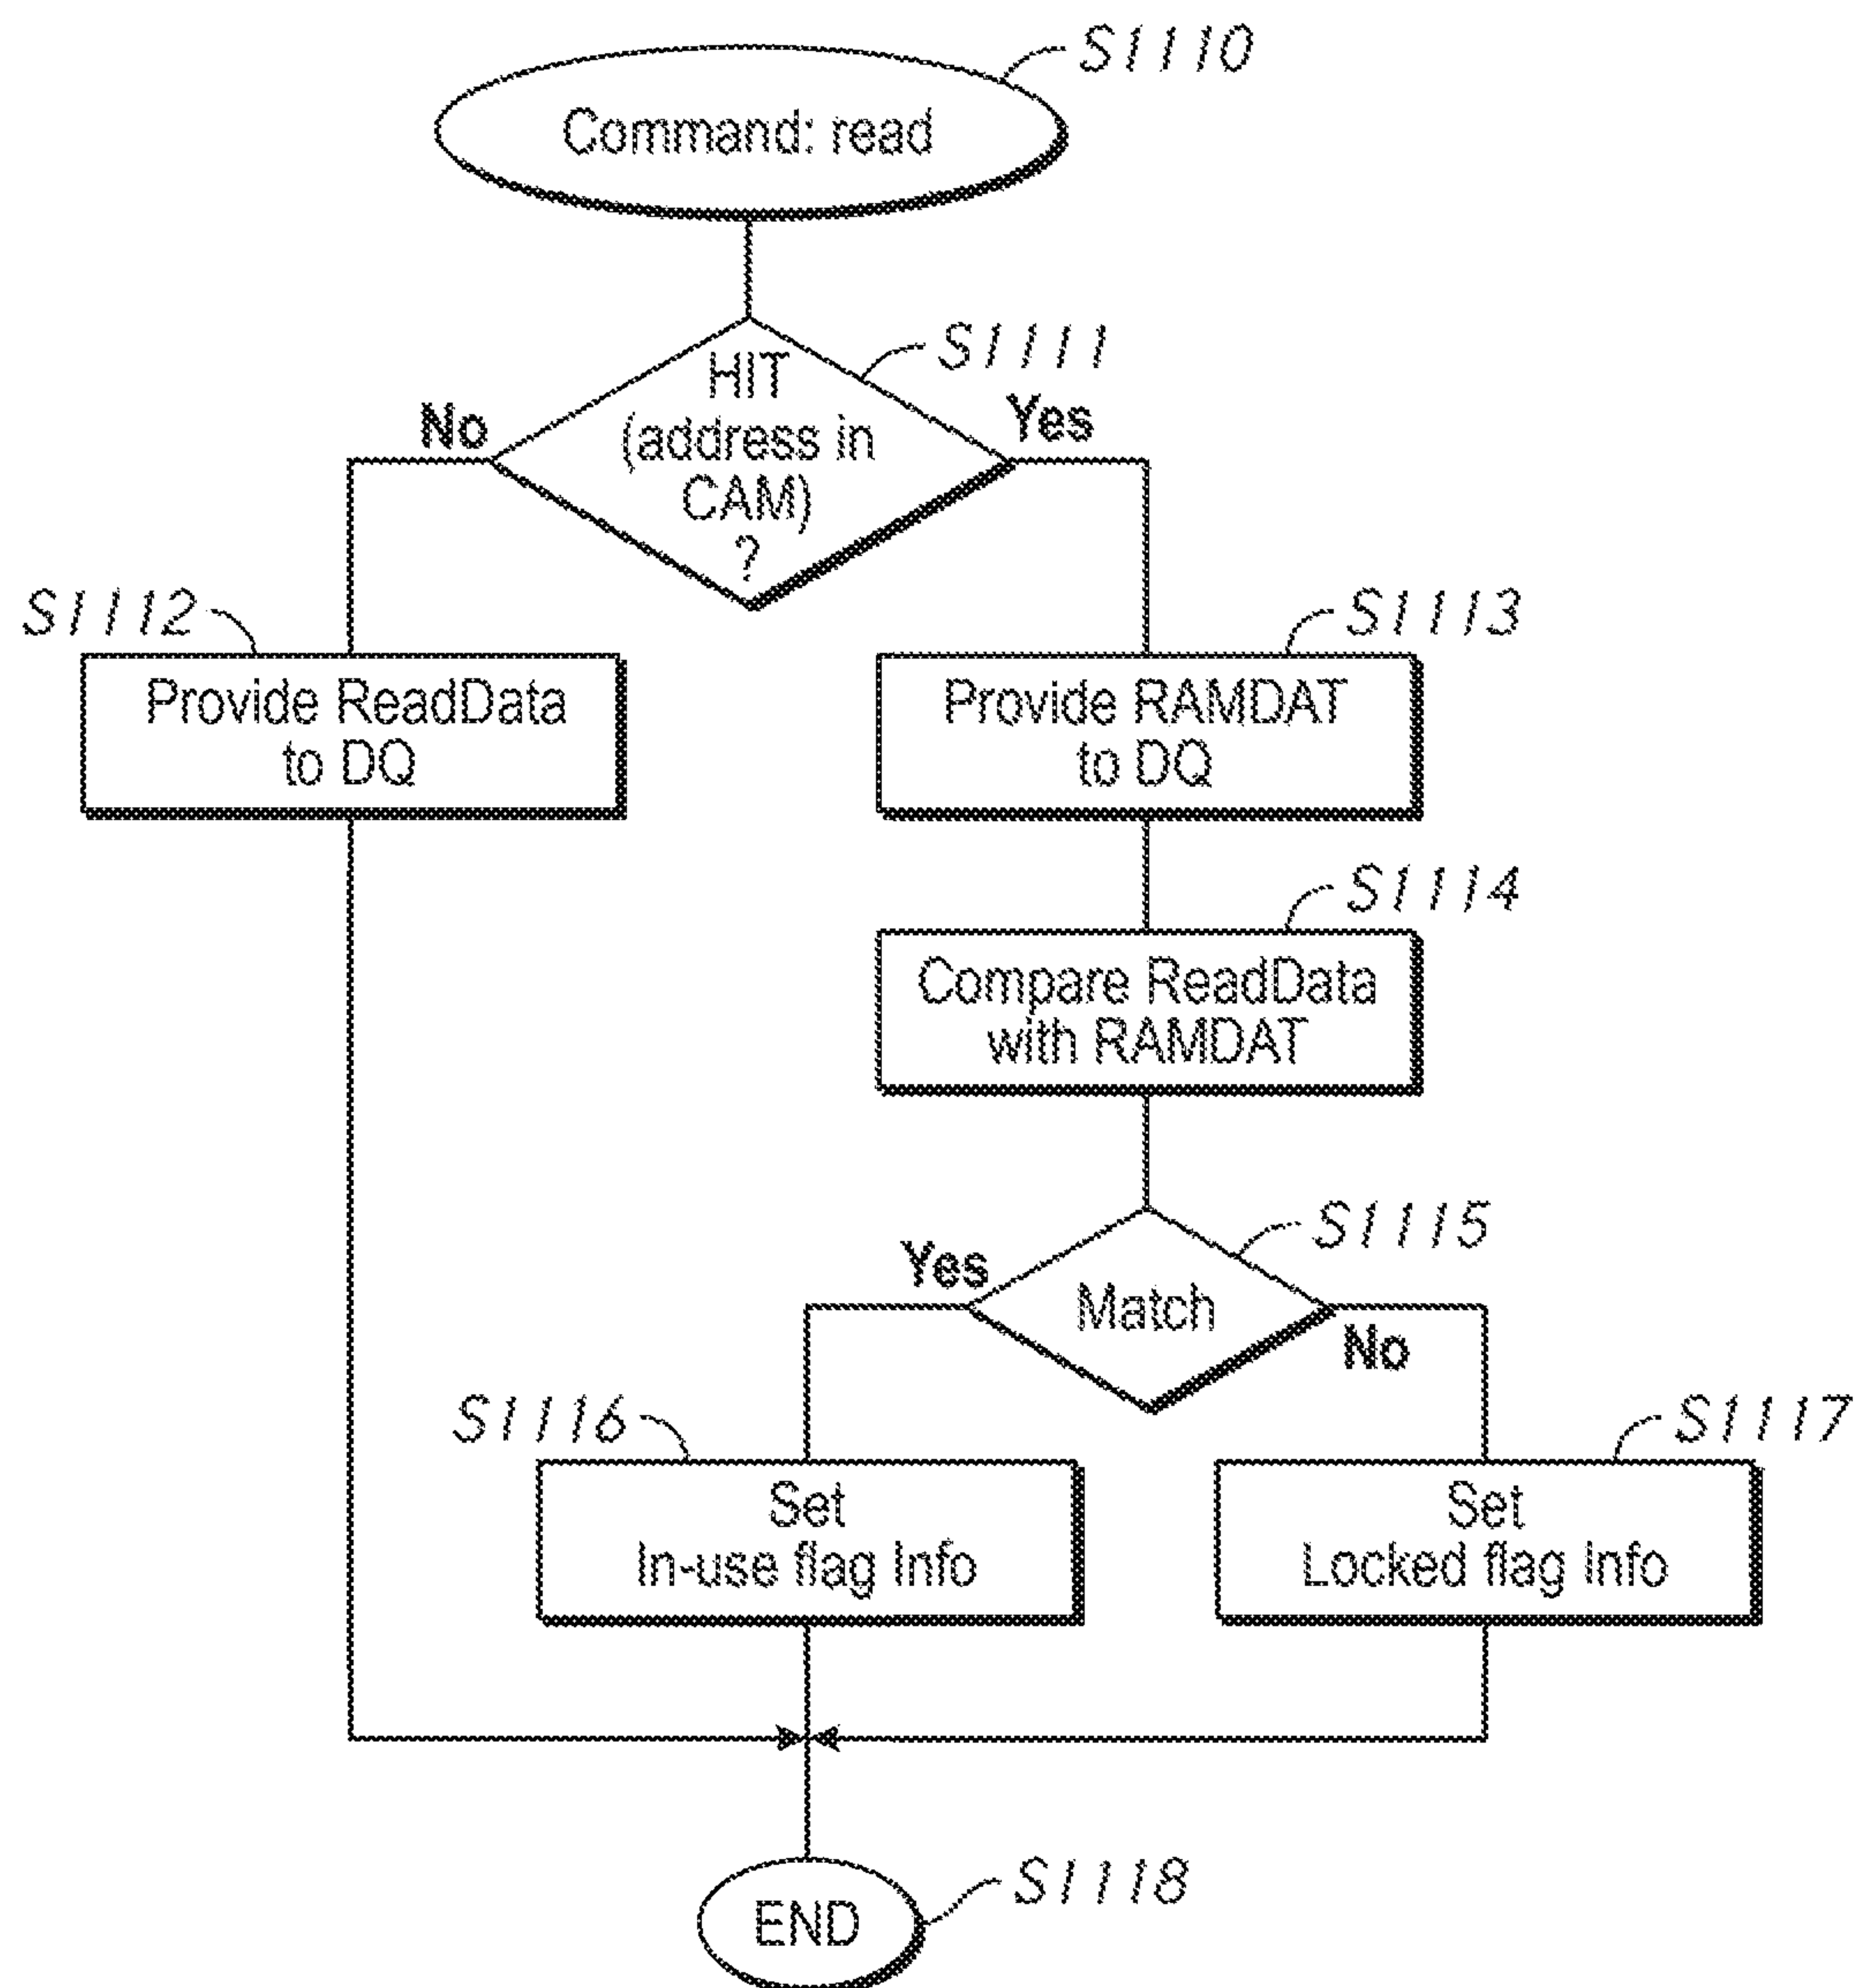 S1110
Command: read
S1111
HIT
(address in
CAM)
?
No
Yes
S1112
Provide ReadData
to DQ
S1113
Provide RAMDAT
to DQ
S1114
Compare ReadData
with RAMDAT
S1115
Match
Yes
No
S1116
Set
In-use flag Info
S1117
Set
Locked flag Info
END
S1118